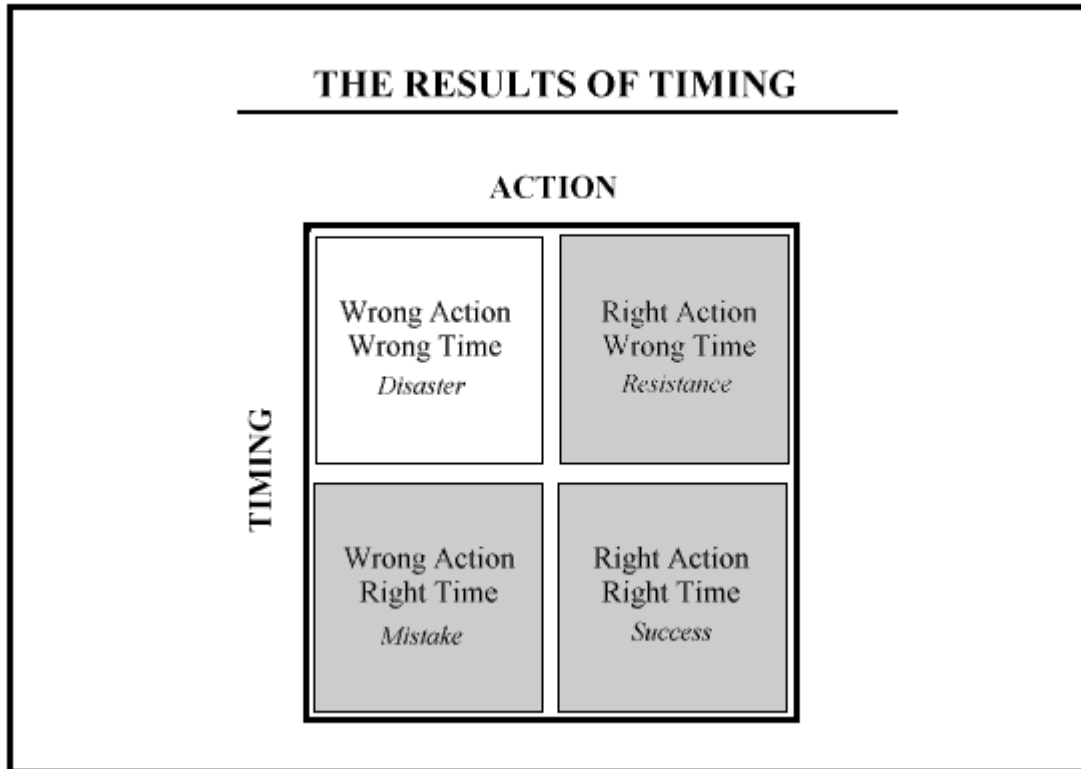 THE RESULTS OF TIMING
ACTION
TIMING
Wrong Action
Wrong Time
Disaster
Right Action
Wrong Time
Resistance
Wrong Action
Right Time
Mistake
Right Action
Right Time
Success